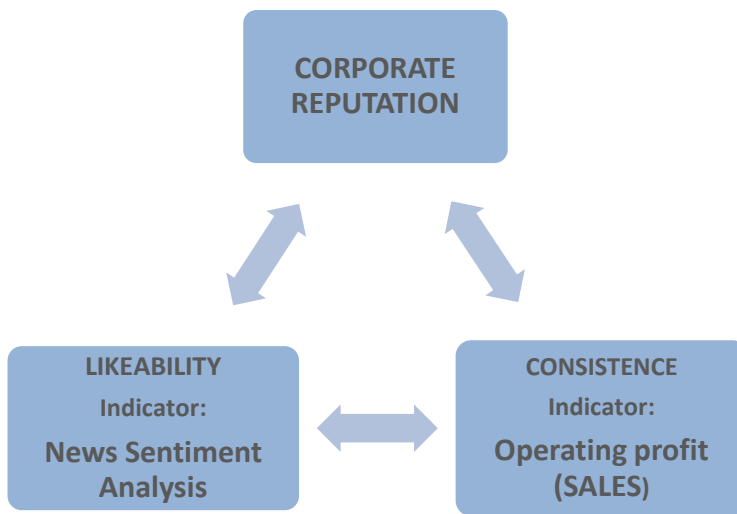 CORPORATE
REPUTATION
LIKEABILITY
Indicator:
News Sentiment
Analysis
CONSISTENCE
Indicator:
Operating profit
(SALES)